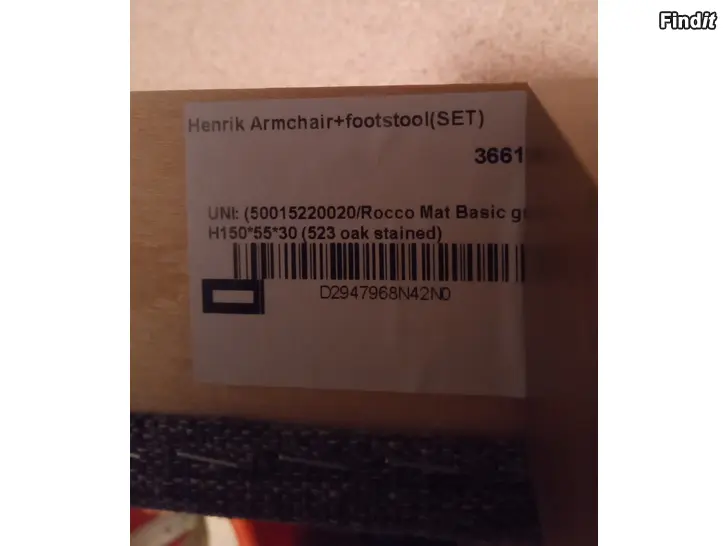 Findit
Henrik Armchair+footstool(SET)
3661
UNI: (50015220020/Rocco Mat Basic
H150*55*30 (523 oak stained)
D2947968N42N0